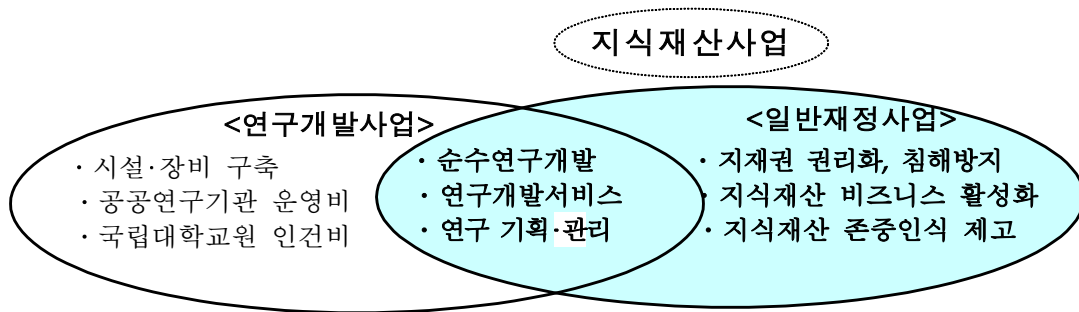 지식재산사업
<연구개발사업>
· 시설·장비 구축
· 공공연구기관 운영비
· 국립대학교원 인건비
· 순수연구개발
· 연구개발서비스
· 연구 기획·관리
<일반재정사업>
· 지재권 권리화, 침해방지
· 지식재산 비즈니스 활성화
· 지식재산 존중인식 제고